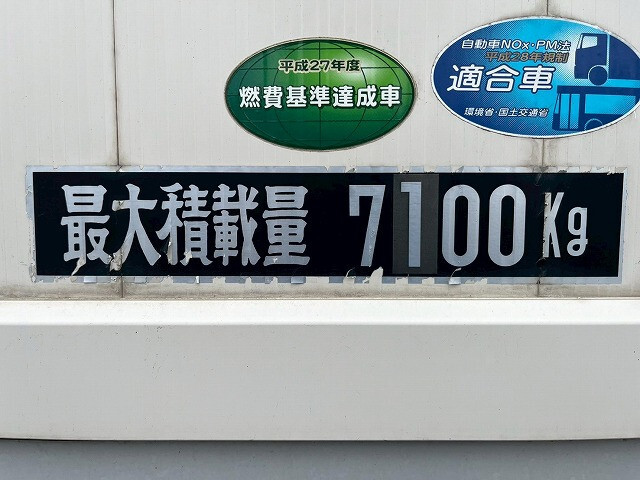 平成27年度
燃費基準達成車
自動車NOx・PM法
平成28年規制
適合車
環境省・国土交通省
最大積載量 7100Kg